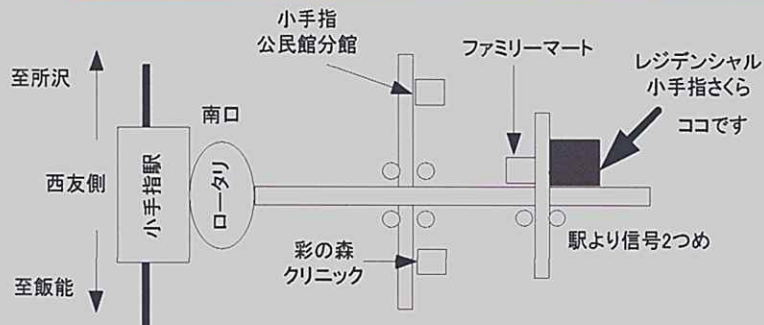 小手指
公民館分館
ファミリーマート
レジデンシャル
小手指さくら
ココです
至所沢
南口
西友側
小手指駅
ロータリ
駅より信号2つめ
彩の森
クリニック
至飯能